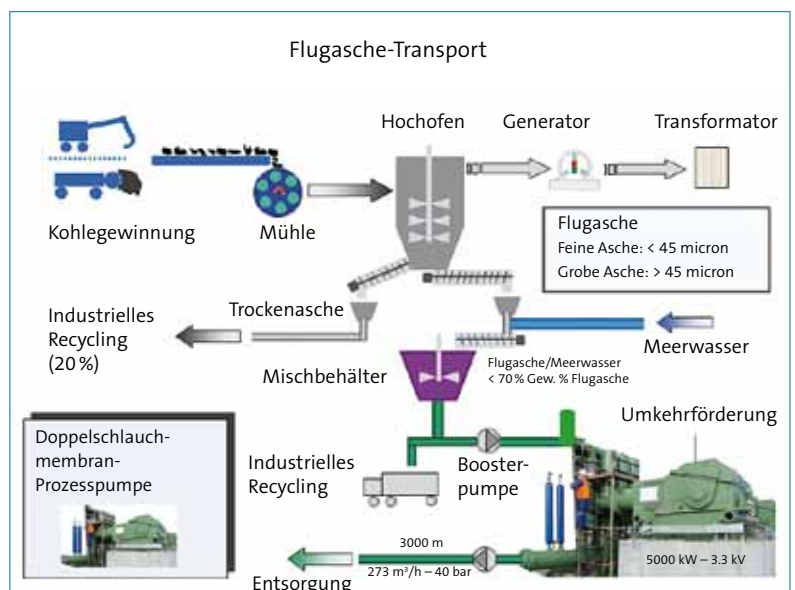 Flugasche-Transport
Hochofen
Generator
Transformator
Kohlegewinnung
Mühle
Flugasche
Feine Asche: < 45 micron
Grobe Asche: > 45 micron
Industrielles
Recycling
(20 %)
Trockenasche
Meerwasser
Mischbehälter
Flugasche/Meerwasser
< 70 % Gew. % Flugasche
Umkehrförderung
Doppelschlauch-
membran-
Prozesspumpe
Industrielles
Recycling
Booster-
pumpe
3000 m
273 m³/h – 40 bar
5000 kW – 3.3 kV
Entsorgung